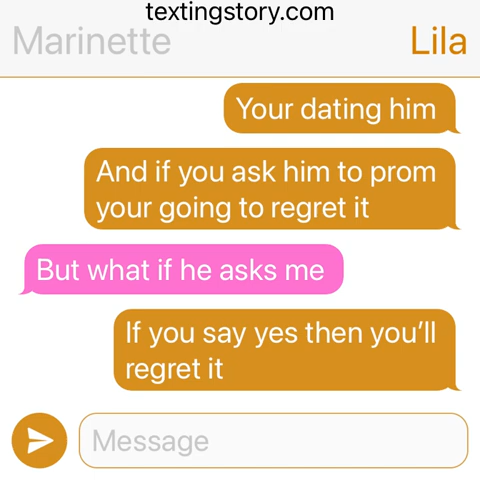 textingstory.com
Marinette Lila
Your dating him
And if you ask him to prom
your going to regret it
But what if he asks me
If you say yes then you’ll
regret it
Message